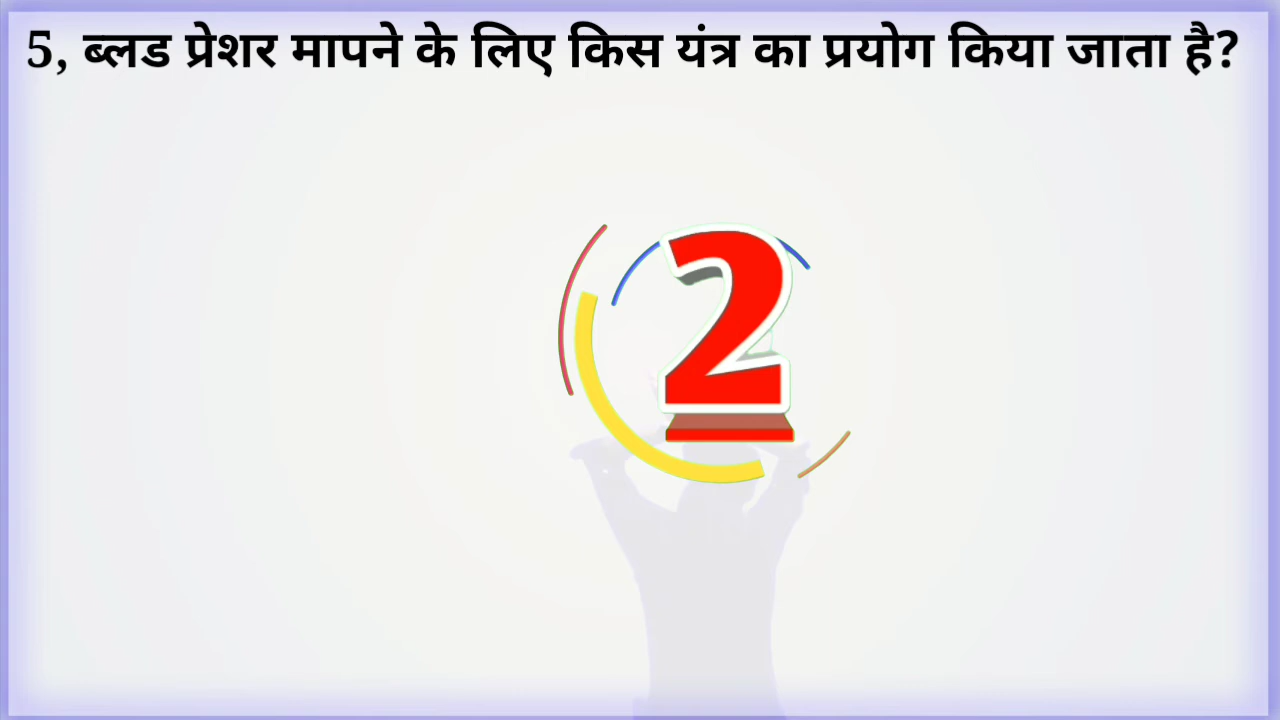 5, ब्लड प्रेशर मापने के लिए किस यंत्र का प्रयोग किया जाता है?
2